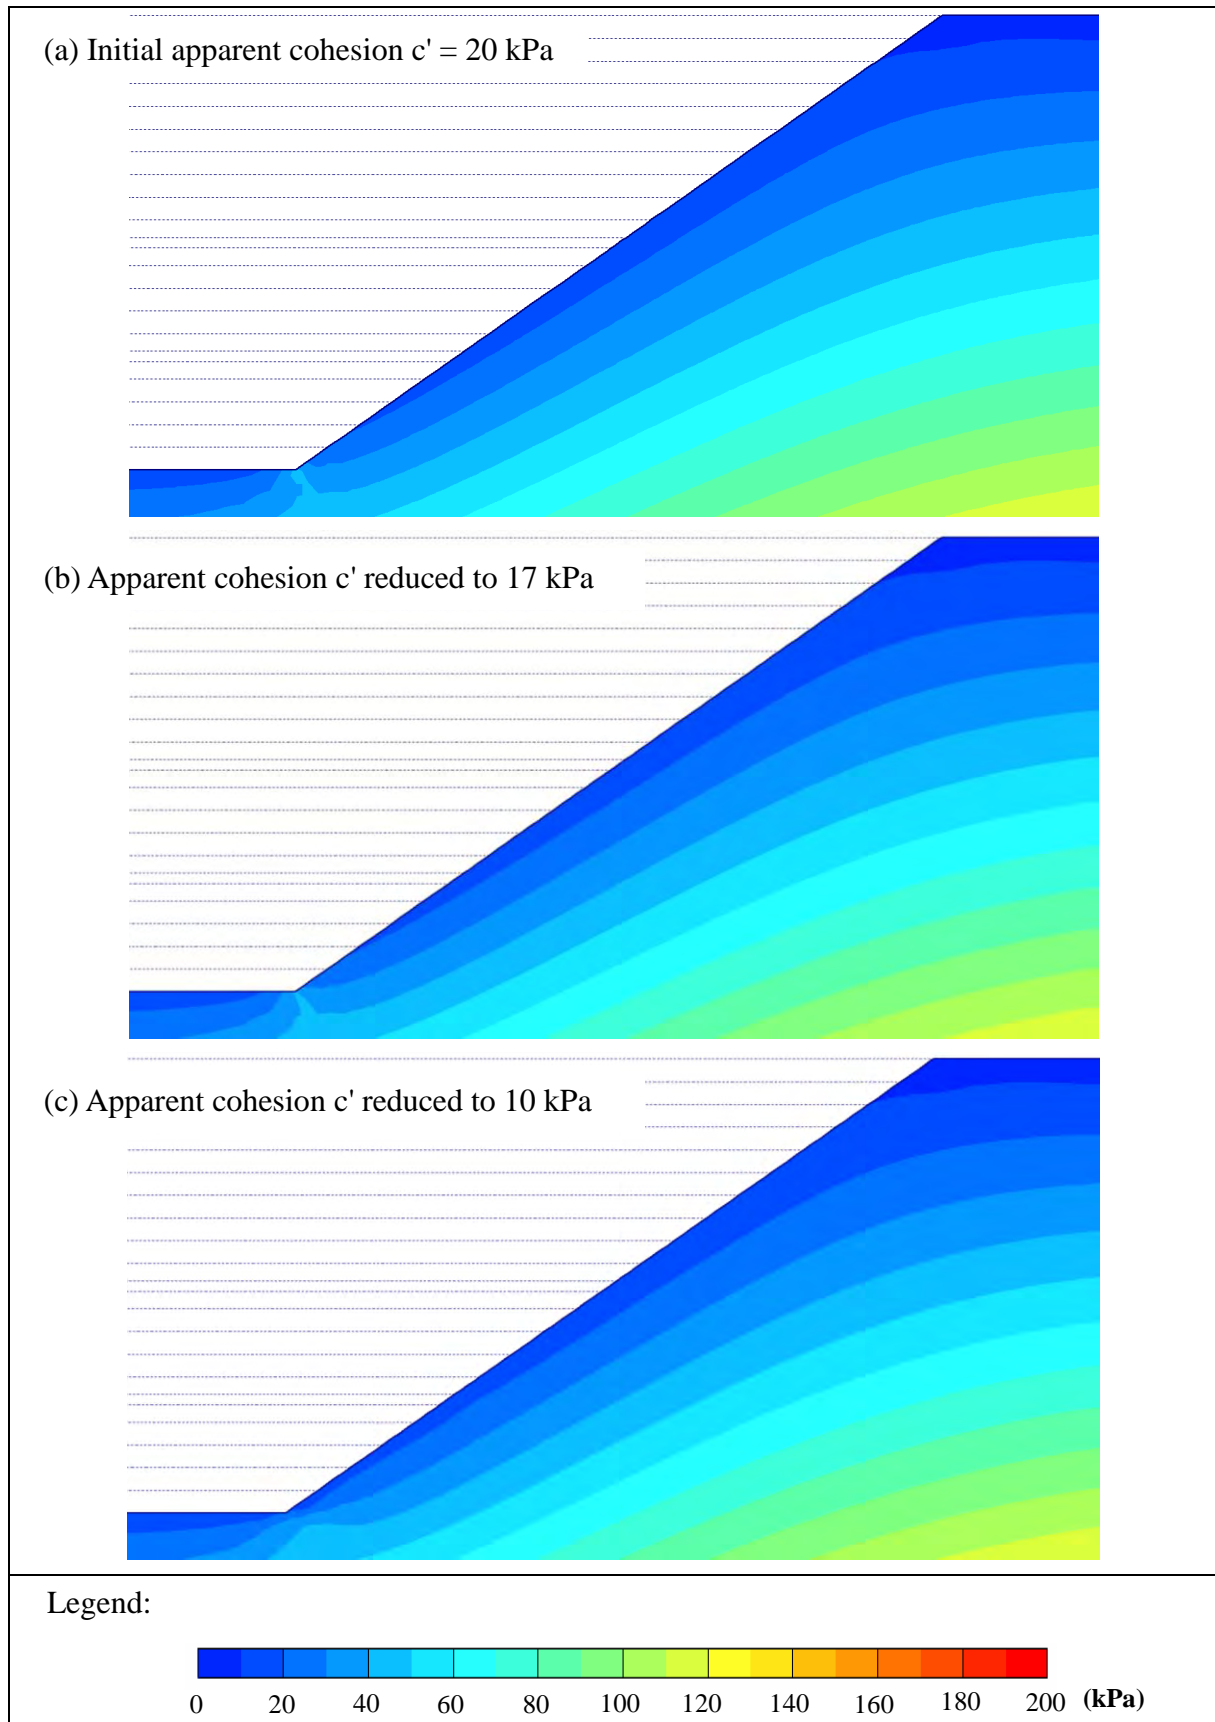 (a) Initial apparent cohesion c' = 20 kPa
(b) Apparent cohesion c' reduced to 17 kPa
(c) Apparent cohesion c' reduced to 10 kPa
Legend:
0 20 40 60 80 100 120 140 160 180 200 (kPa)